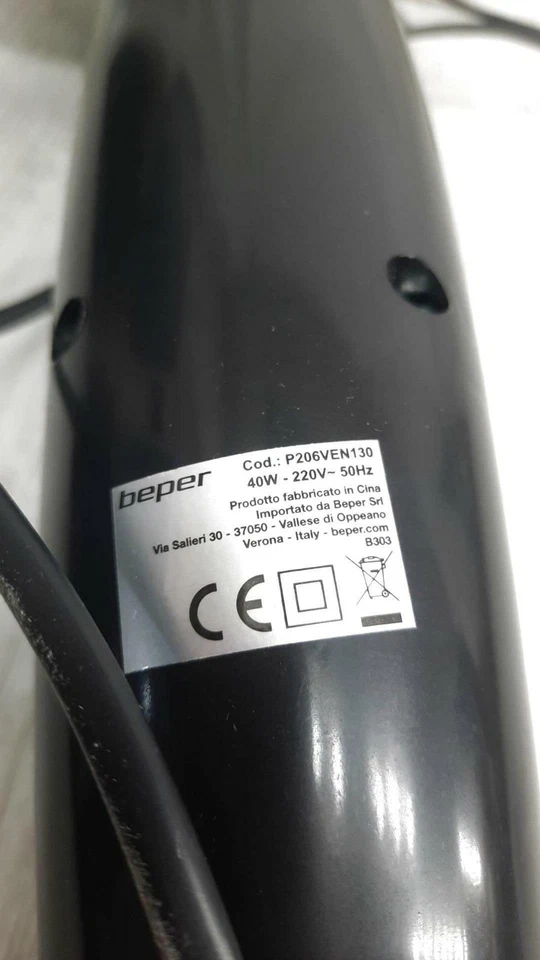 beper
Cod.: P206VEN130
40W - 220V~ 50Hz
Prodotto fabbricato in Cina
Importato da Beper Srl
Via Salieri 30 - 37050 - Vallese di Oppeano
Verona - Italy - beper.com
B303
CE